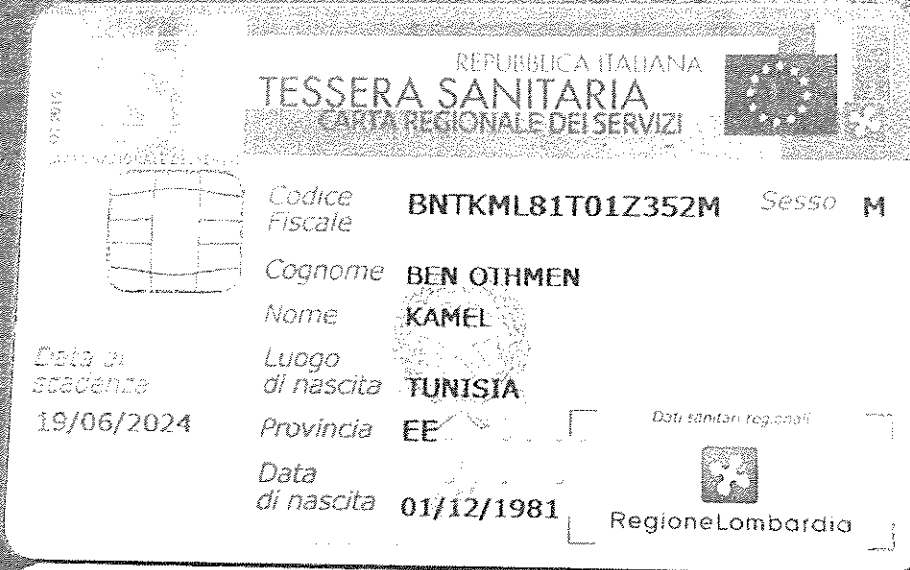 REPUBBLICA ITALIANA
TESSERA SANITARIA
CARTA REGIONALE DEI SERVIZI
Codice Fiscale BNTKML81T01Z352M Sesso M
Cognome BEN OTHMEN
Nome KAMEL
Luogo di nascita TUNISIA
Data di scadenza
19/06/2024
Provincia EE
Data di nascita 01/12/1981
Dati sanitari regionali
RegioneLombardia